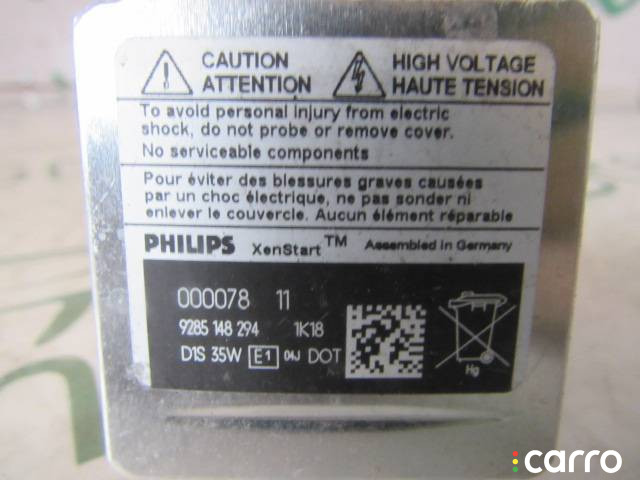 CAUTION
ATTENTION
HIGH VOLTAGE
HAUTE TENSION
To avoid personal injury from electric
shock, do not probe or remove cover.
No serviceable components
Pour éviter des blessures graves causées
par un choc électrique, ne pas sonder ni
enlever le couvercle. Aucun élément réparable
PHILIPS XenStart™ Assembled in Germany
000078 11
9285 148 294 1K18
D1S 35W E1 04J DOT
Hg
carro